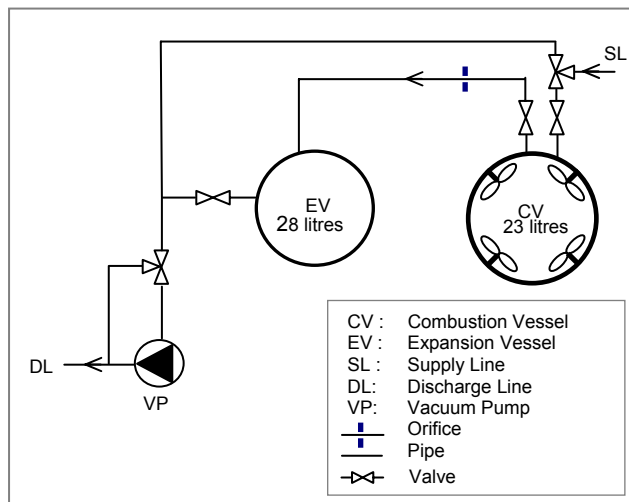 SL
EV
28 litres
CV
23 litres
DL
VP
CV : Combustion Vessel
EV : Expansion Vessel
SL : Supply Line
DL: Discharge Line
VP: Vacuum Pump
Orifice
Pipe
Valve